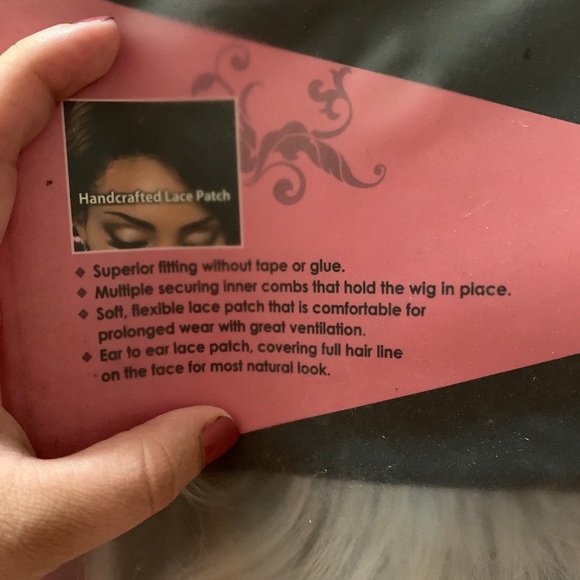 Handcrafted Lace Patch
◆ Superior fitting without tape or glue.
◆ Multiple securing inner combs that hold the wig in place.
◆ Soft, flexible lace patch that is comfortable for
prolonged wear with great ventilation.
◆ Ear to ear lace patch, covering full hair line
on the face for most natural look.